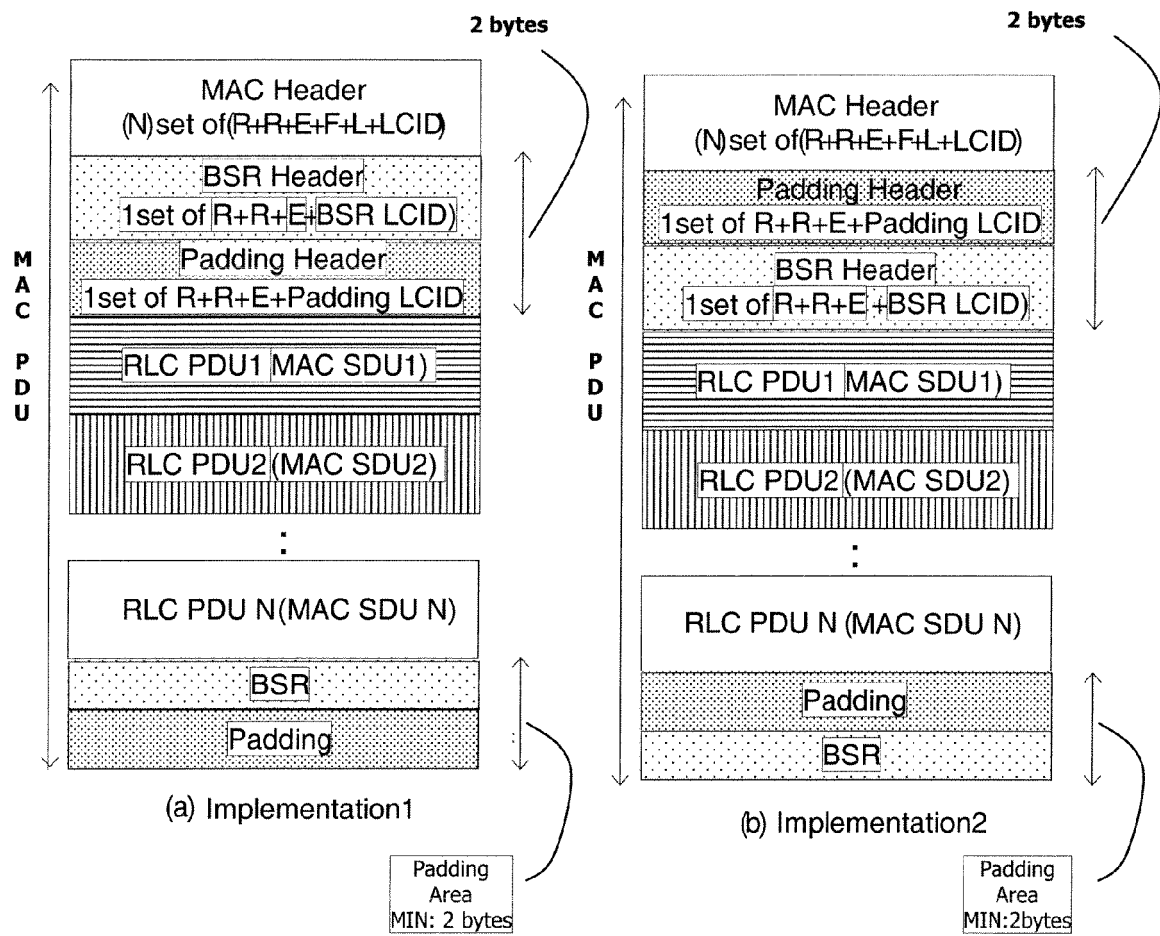 2 bytes
MAC Header
(N)set of(R+R+E+F+L+LCID)
BSR Header
1set of R+R+E+BSR LCID)
Padding Header
1set of R+R+E+Padding LCID
RLC PDU1 MAC SDU1)
RLC PDU2 (MAC SDU2)
:
RLC PDU N(MAC SDU N)
BSR
Padding
MAC PDU
(a) Implementation1
Padding
Area
MIN: 2 bytes
2 bytes
MAC Header
(N)set of(R+R+E+F+L+LCID)
Padding Header
1set of R+R+E+Padding LCID
BSR Header
1set of R+R+E +BSR LCID)
RLC PDU1 MAC SDU1)
RLC PDU2 (MAC SDU2)
:
RLC PDU N (MAC SDU N)
Padding
BSR
MAC PDU
(b) Implementation2
Padding
Area
MIN:2bytes